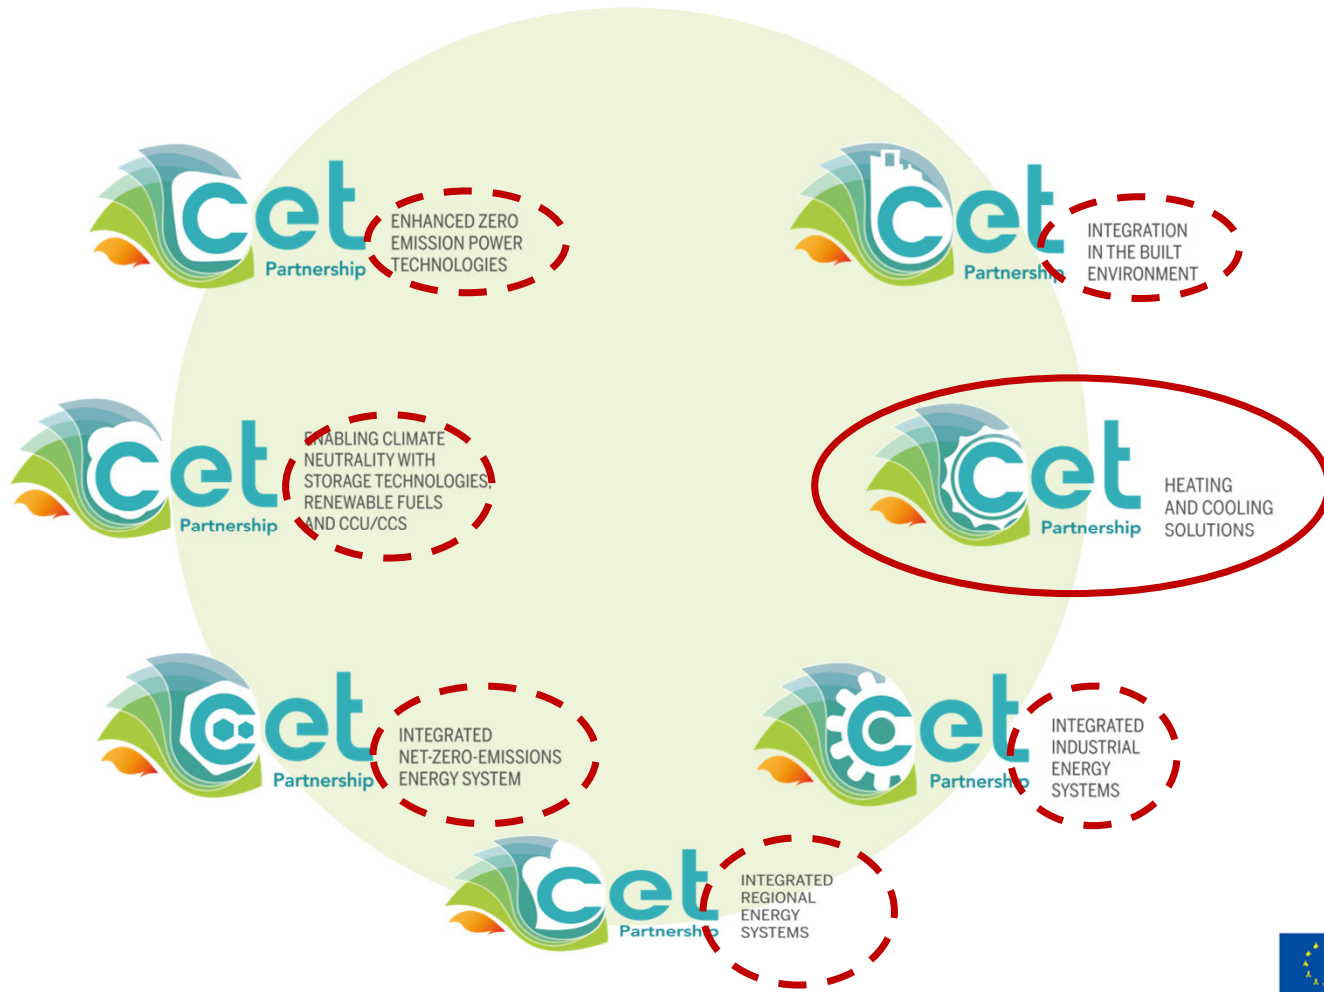 cet
Partnership
ENHANCED ZERO
EMISSION POWER
TECHNOLOGIES
cet
Partnership
INTEGRATION
IN THE BUILT
ENVIRONMENT
cet
Partnership
ENABLING CLIMATE
NEUTRALITY WITH
STORAGE TECHNOLOGIES,
RENEWABLE FUELS
AND CCU/CCS
cet
Partnership
HEATING
AND COOLING
SOLUTIONS
cet
Partnership
INTEGRATED
NET-ZERO-EMISSIONS
ENERGY SYSTEM
cet
Partnership
INTEGRATED
INDUSTRIAL
ENERGY
SYSTEMS
cet
Partnership
INTEGRATED
REGIONAL
ENERGY
SYSTEMS